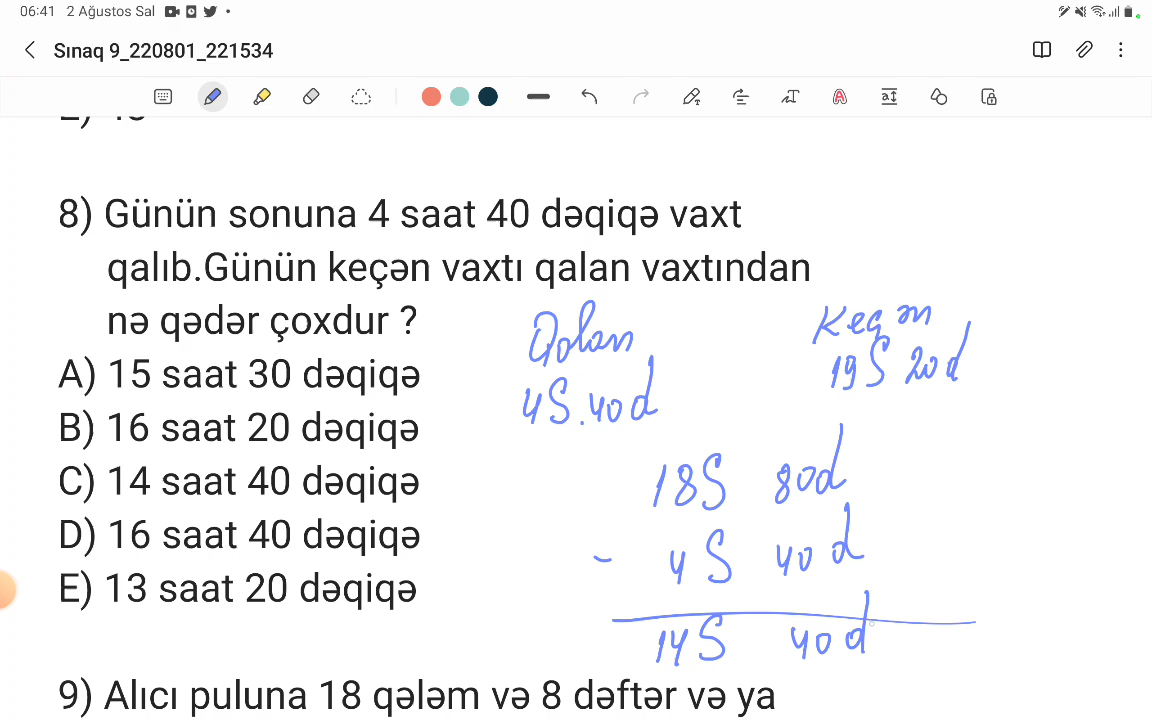 06:41 2 Ağustos Sal
Sınaq 9_220801_221534
8) Günün sonuna 4 saat 40 dəqiqə vaxt
qalıb.Günün keçən vaxtı qalan vaxtından
nə qədər çoxdur ?
Qalan
Keçən
4S.40d
19S 20d
A) 15 saat 30 dəqiqə
B) 16 saat 20 dəqiqə
C) 14 saat 40 dəqiqə
D) 16 saat 40 dəqiqə
E) 13 saat 20 dəqiqə
18S 80d
- 4S 40d
14S 40d
9) Alıcı puluna 18 qələm və 8 dəftər və ya